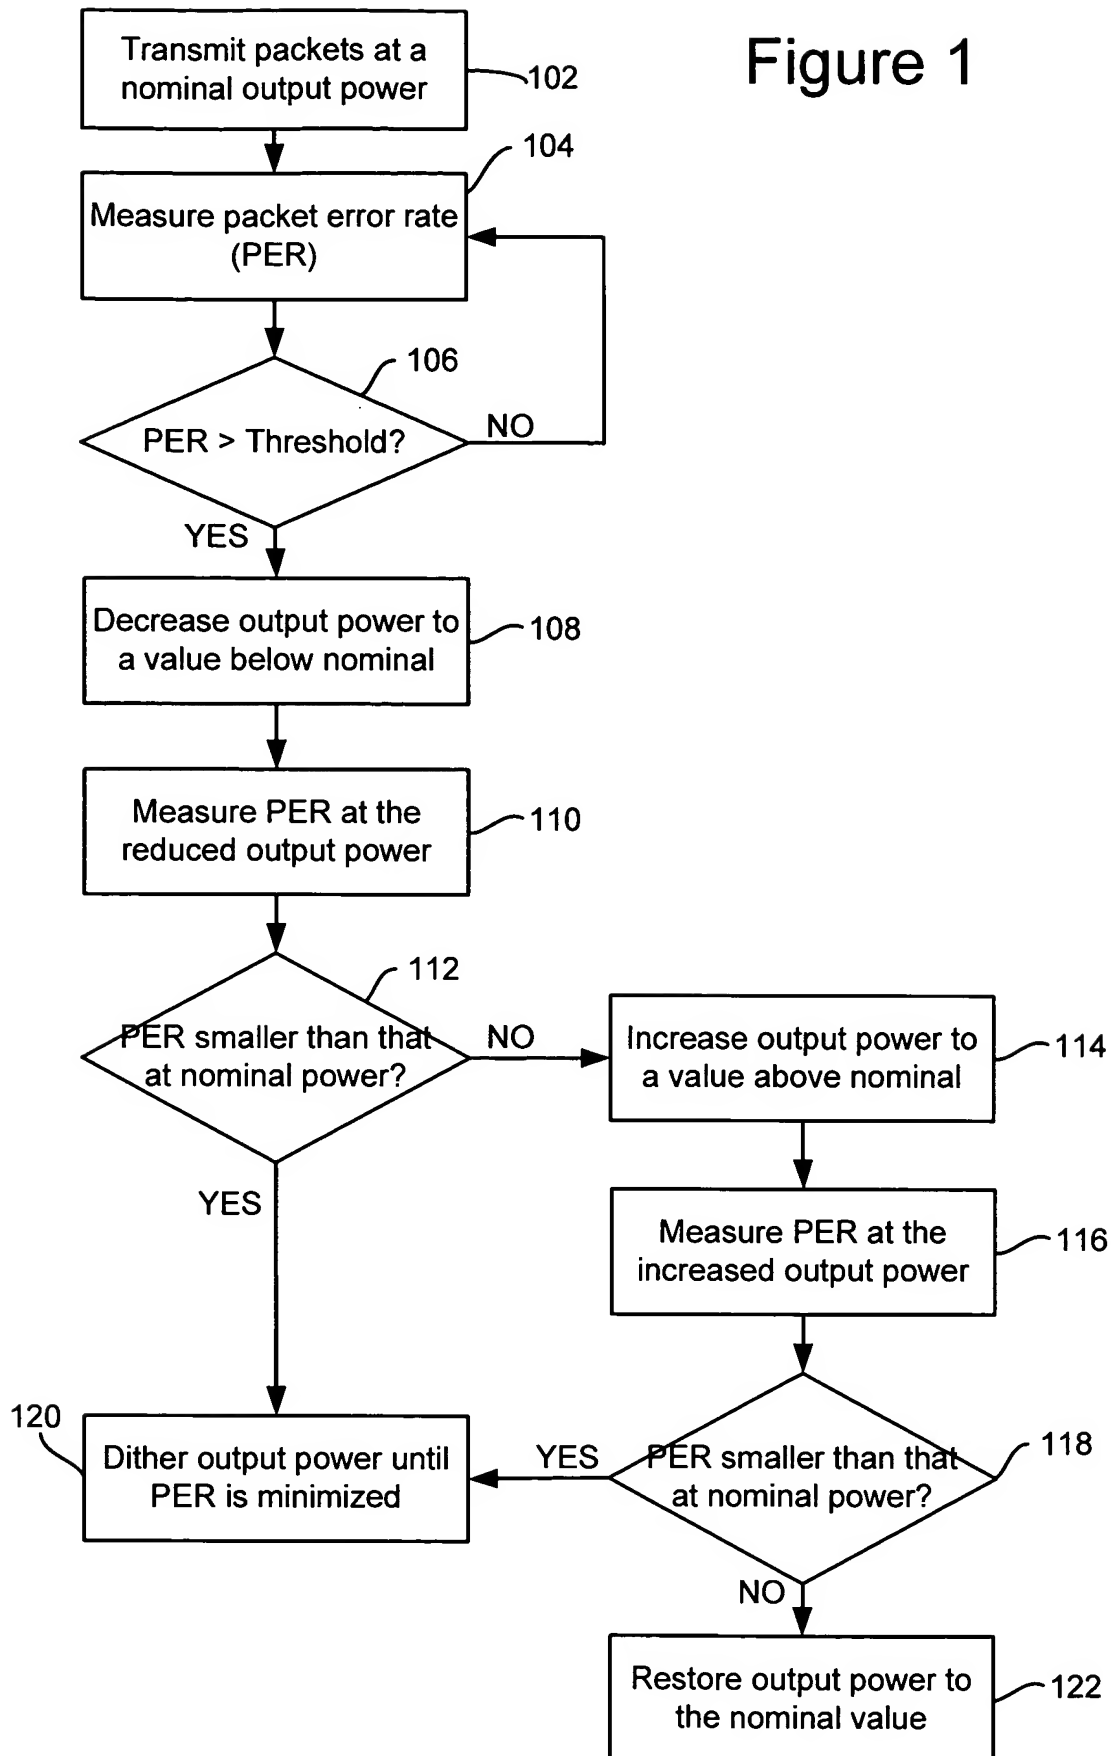 Figure 1
Transmit packets at a
nominal output power
102
104
Measure packet error rate
(PER)
106
PER > Threshold?
NO
YES
Decrease output power to
a value below nominal
108
Measure PER at the
reduced output power
110
112
PER smaller than that
at nominal power?
NO
YES
Increase output power to
a value above nominal
114
Measure PER at the
increased output power
116
PER smaller than that
at nominal power?
118
YES
NO
120
Dither output power until
PER is minimized
Restore output power to
the nominal value
122